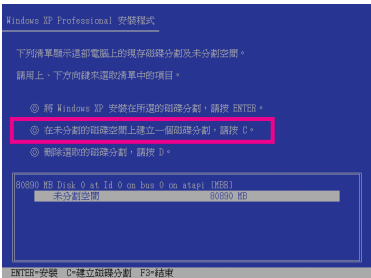 Windows XP Professional 安裝程式
下列清單顯示這部電腦上的現存磁碟分割及未分割空間。
請用上、下方向鍵來選取清單中的項目。
◎ 將 Windows XP 安裝在所選的磁碟分割，請按 ENTER。
◎ 在未分割的磁碟空間上建立一個磁碟分割，請按 C。
◎ 刪除選取的磁碟分割，請按 D。
80890 MB Disk 0 at Id 0 on bus 0 on atapi [MBR]
未分割空間 80890 MB
ENTER=安裝 C=建立磁碟分割 F3=結束